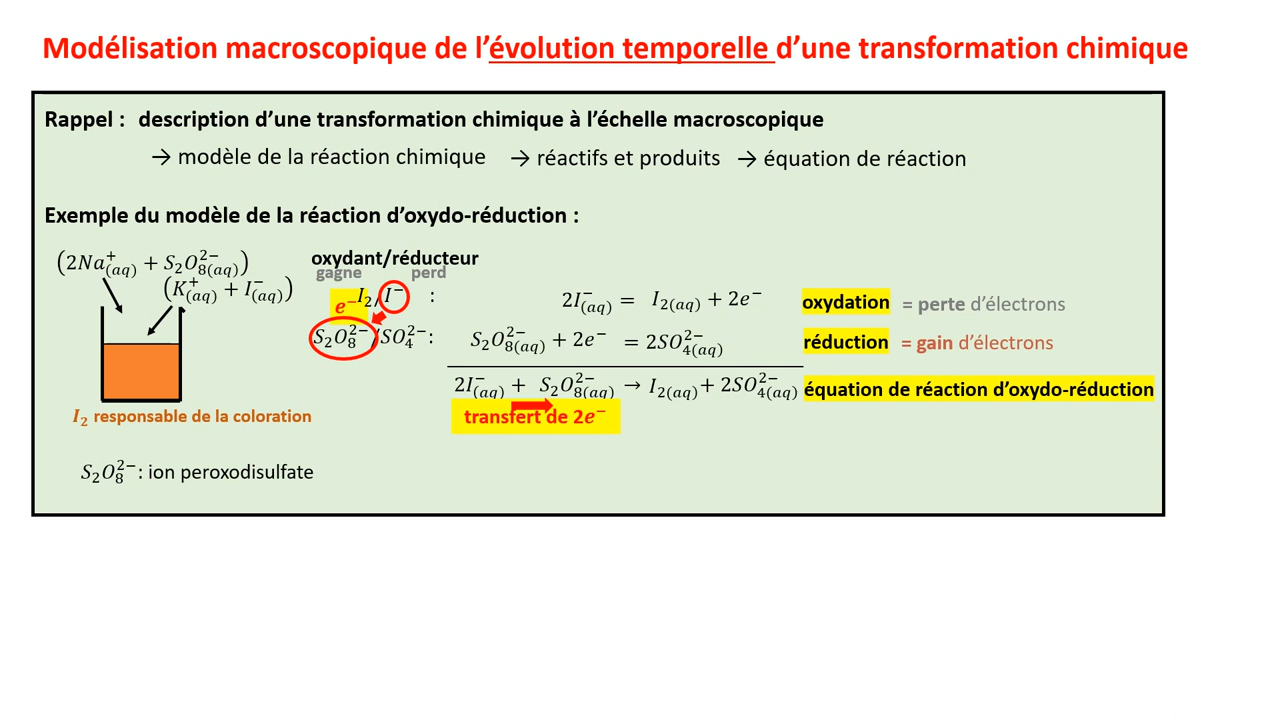 Modélisation macroscopique de l’évolution temporelle d’une transformation chimique
Rappel : description d’une transformation chimique à l’échelle macroscopique
→ modèle de la réaction chimique → réactifs et produits → équation de réaction
Exemple du modèle de la réaction d’oxydo-réduction :
(2Na⁺(aq) + S₂O₈²⁻(aq))
(K⁺(aq) + I⁻(aq))
oxydant/réducteur
gagne perd
e⁻ I₂/I⁻ : 2I⁻(aq) = I₂(aq) + 2e⁻ oxydation = perte d’électrons
S₂O₈²⁻/SO₄²⁻: S₂O₈²⁻(aq) + 2e⁻ = 2SO₄²⁻(aq) réduction = gain d’électrons
2I⁻(aq) + S₂O₈²⁻(aq) → I₂(aq) + 2SO₄²⁻(aq) équation de réaction d’oxydo-réduction
transfert de 2e⁻
I₂ responsable de la coloration
S₂O₈²⁻: ion peroxodisulfate